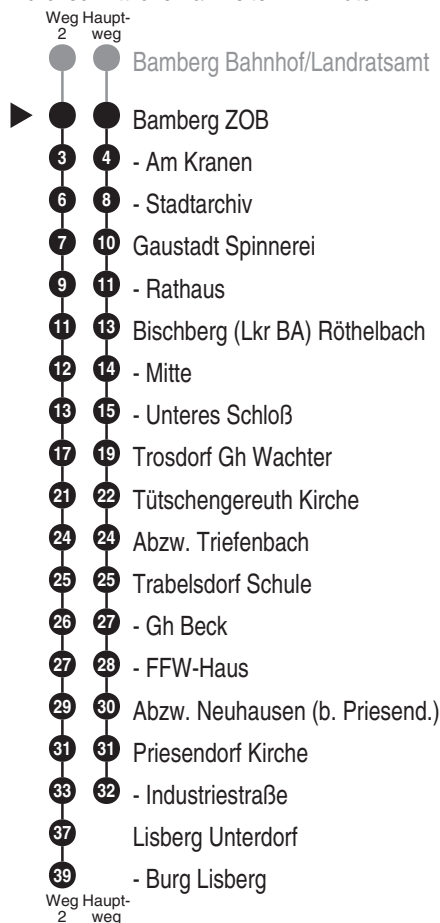 Weg Haupt-
2 weg
Bamberg Bahnhof/Landratsamt
Bamberg ZOB
3 4 - Am Kranen
6 8 - Stadtarchiv
7 10 Gaustadt Spinnerei
9 11 - Rathaus
11 13 Bischberg (Lkr BA) Röthelbach
12 14 - Mitte
13 15 - Unteres Schloß
17 19 Trosdorf Gh Wachter
21 22 Tütschengereuth Kirche
24 24 Abzw. Triefenbach
25 25 Trabelsdorf Schule
26 27 - Gh Beck
27 28 - FFW-Haus
29 30 Abzw. Neuhausen (b. Priesend.)
31 31 Priesendorf Kirche
33 32 - Industriestraße
37 Lisberg Unterdorf
39 - Burg Lisberg
Weg Haupt-
2 weg